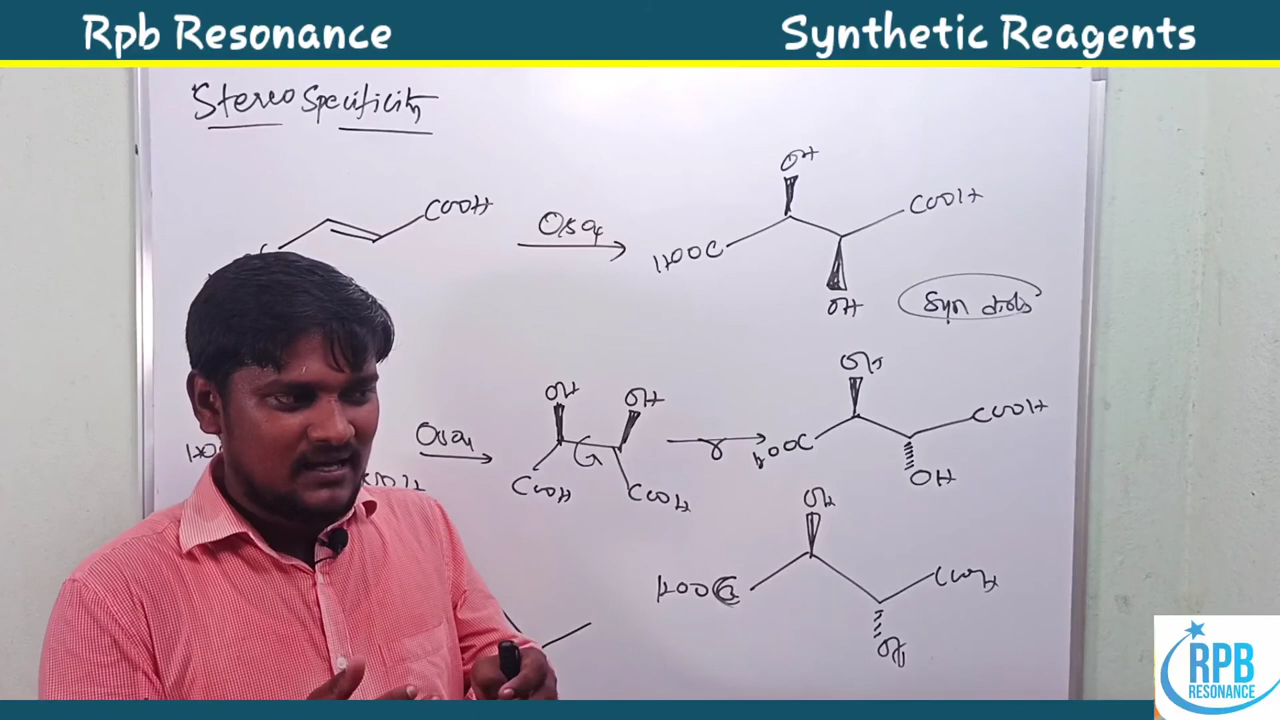 Rpb Resonance
Synthetic Reagents
Stereo Specificity
COOH
OsO4
OH
HOOC
COOH
OH
Syn diols
HO
OsO4
OH
OH
COOH
COOH
OH
HOOC
COOH
OH
OH
HOOC
COOH
OH
RPB
RESONANCE